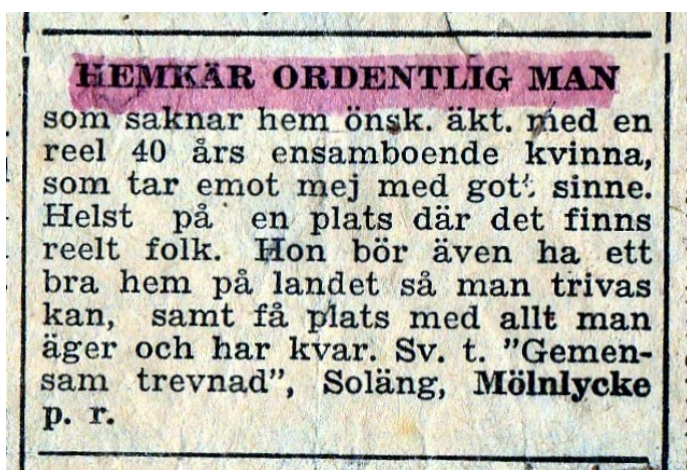 HEMKÄR ORDENTLIG MAN
som saknar hem önsk. äkt. med en
reel 40 års ensamboende kvinna,
som tar emot mej med gott sinne.
Helst på en plats där det finns
reelt folk. Hon bör även ha ett
bra hem på landet så man trivas
kan, samt få plats med allt man
äger och har kvar. Sv. t. "Gemen-
sam trevnad", Soläng, Mölnlycke
p. r.